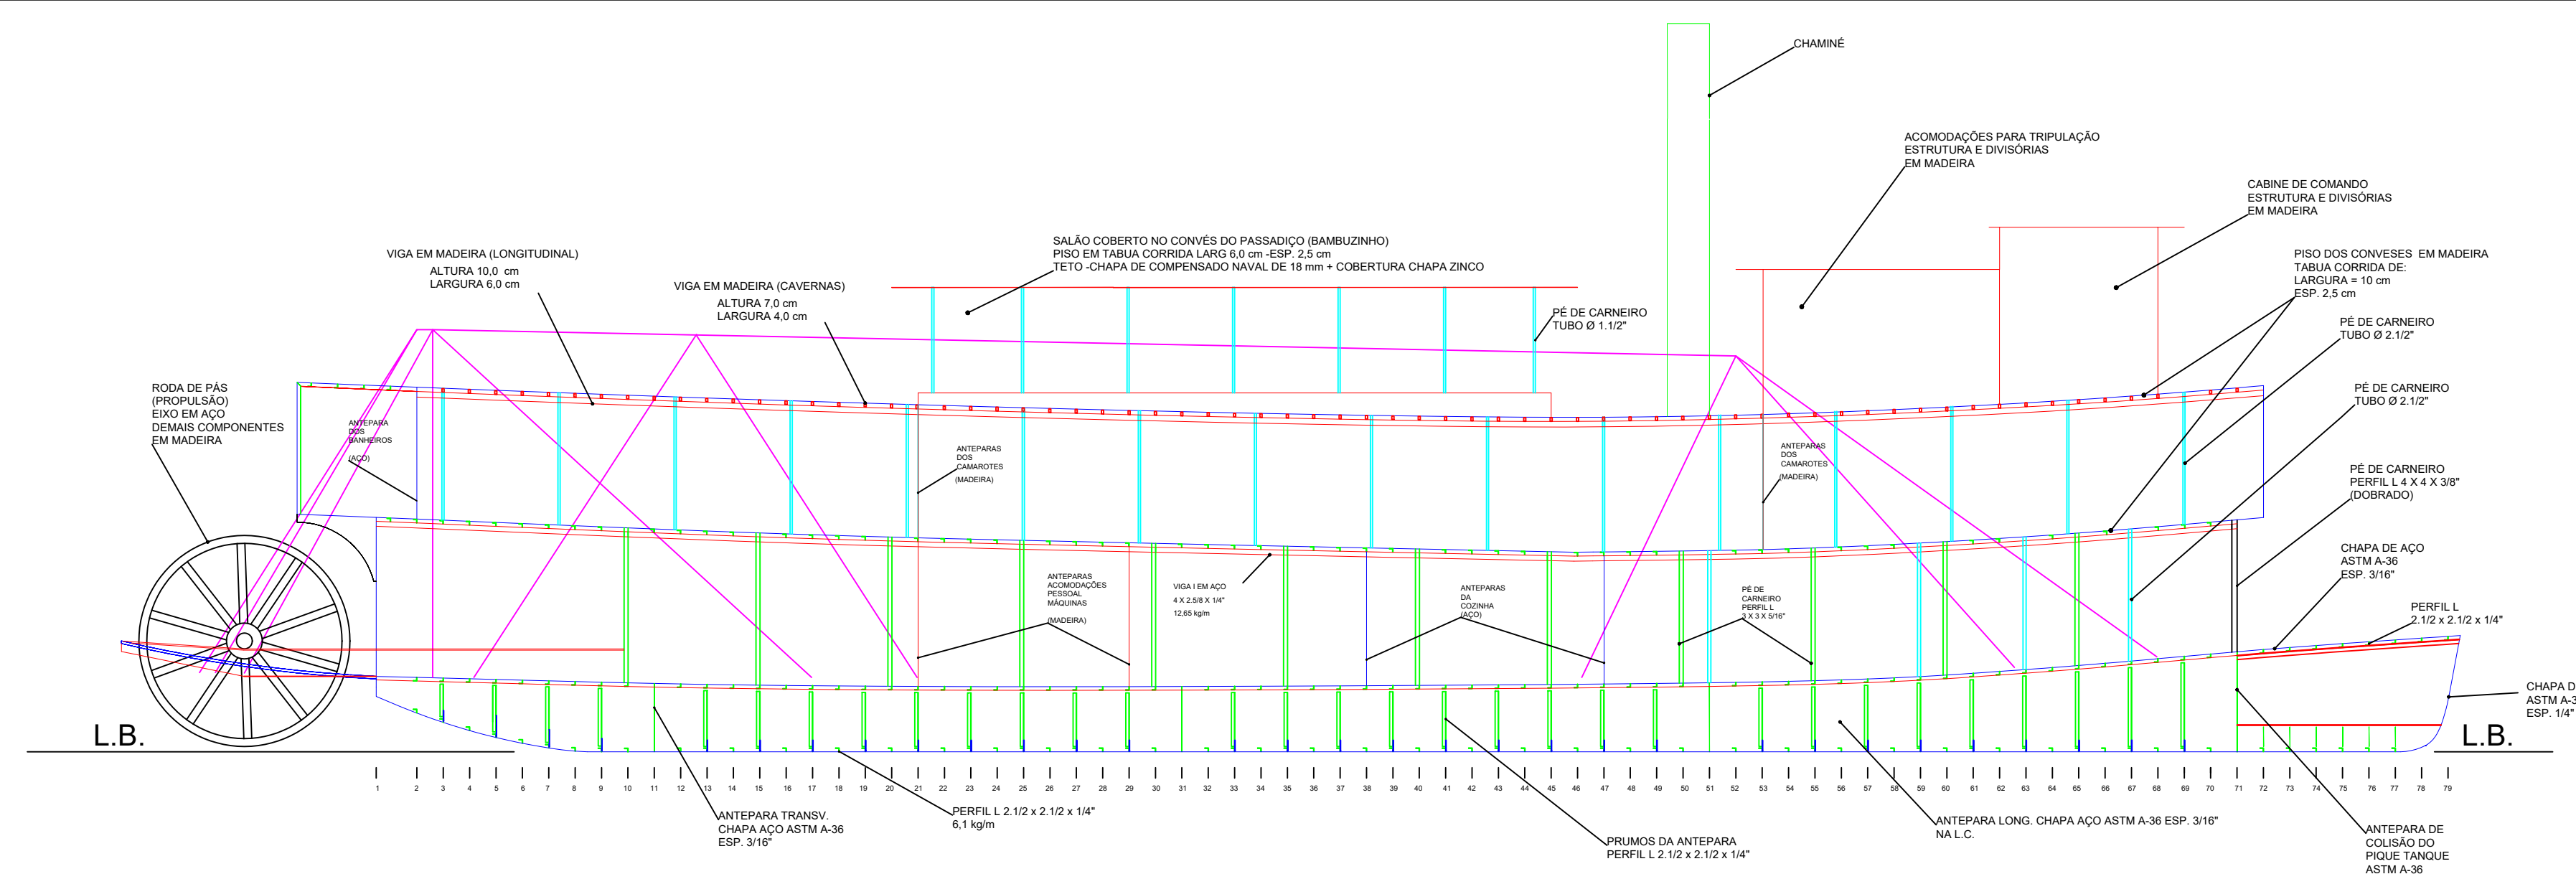 CHAMINÉ
ACOMODAÇÕES PARA TRIPULAÇÃO
ESTRUTURA E DIVISÓRIAS
EM MADEIRA
CABINE DE COMANDO
ESTRUTURA E DIVISÓRIAS
EM MADEIRA
SALÃO COBERTO NO CONVÉS DO PASSADIÇO (BAMBUZINHO)
PISO EM TABUA CORRIDA LARG 6,0 cm -ESP. 2,5 cm
TETO -CHAPA DE COMPENSADO NAVAL DE 18 mm + COBERTURA CHAPA ZINCO
VIGA EM MADEIRA (LONGITUDINAL)
ALTURA 10,0 cm
LARGURA 6,0 cm
VIGA EM MADEIRA (CAVERNAS)
ALTURA 7,0 cm
LARGURA 4,0 cm
PISO DOS CONVESES EM MADEIRA
TABUA CORRIDA DE:
LARGURA = 10 cm
ESP. 2,5 cm
PÉ DE CARNEIRO
TUBO Ø 1.1/2"
PÉ DE CARNEIRO
TUBO Ø 2.1/2"
PÉ DE CARNEIRO
TUBO Ø 2.1/2"
RODA DE PÁS
(PROPULSÃO)
EIXO EM AÇO
DEMAIS COMPONENTES
EM MADEIRA
ANTEPARA
DOS
BANHEIROS
(AÇO)
ANTEPARAS
DOS
CAMAROTES
(MADEIRA)
ANTEPARAS
DOS
CAMAROTES
(MADEIRA)
PÉ DE CARNEIRO
PERFIL L 4 X 4 X 3/8"
(DOBRADO)
CHAPA DE AÇO
ASTM A-36
ESP. 3/16"
PERFIL L
2.1/2 x 2.1/2 x 1/4"
ANTEPARAS
ACOMODAÇÕES
PESSOAL
MÁQUINAS
(MADEIRA)
VIGA I EM AÇO
4 X 2.5/8 X 1/4"
12,65 kg/m
ANTEPARAS
DA
COZINHA
(AÇO)
PÉ DE
CARNEIRO
PERFIL L
3 X 3 X 5/16"
CHAPA D
ASTM A-3
ESP. 1/4"
L.B.
L.B.
1 2 3 4 5 6 7 8 9 10 11 12 13 14 15 16 17 18 19 20 21 22 23 24 25 26 27 28 29 30 31 32 33 34 35 36 37 38 39 40 41 42 43 44 45 46 47 48 49 50 51 52 53 54 55 56 57 58 59 60 61 62 63 64 65 66 67 68 69 70 71 72 73 74 75 76 77 78 79
ANTEPARA TRANSV.
CHAPA AÇO ASTM A-36
ESP. 3/16"
PERFIL L 2.1/2 x 2.1/2 x 1/4"
6,1 kg/m
PRUMOS DA ANTEPARA
PERFIL L 2.1/2 x 2.1/2 x 1/4"
ANTEPARA LONG. CHAPA AÇO ASTM A-36 ESP. 3/16"
NA L.C.
ANTEPARA DE
COLISÃO DO
PIQUE TANQUE
ASTM A-36